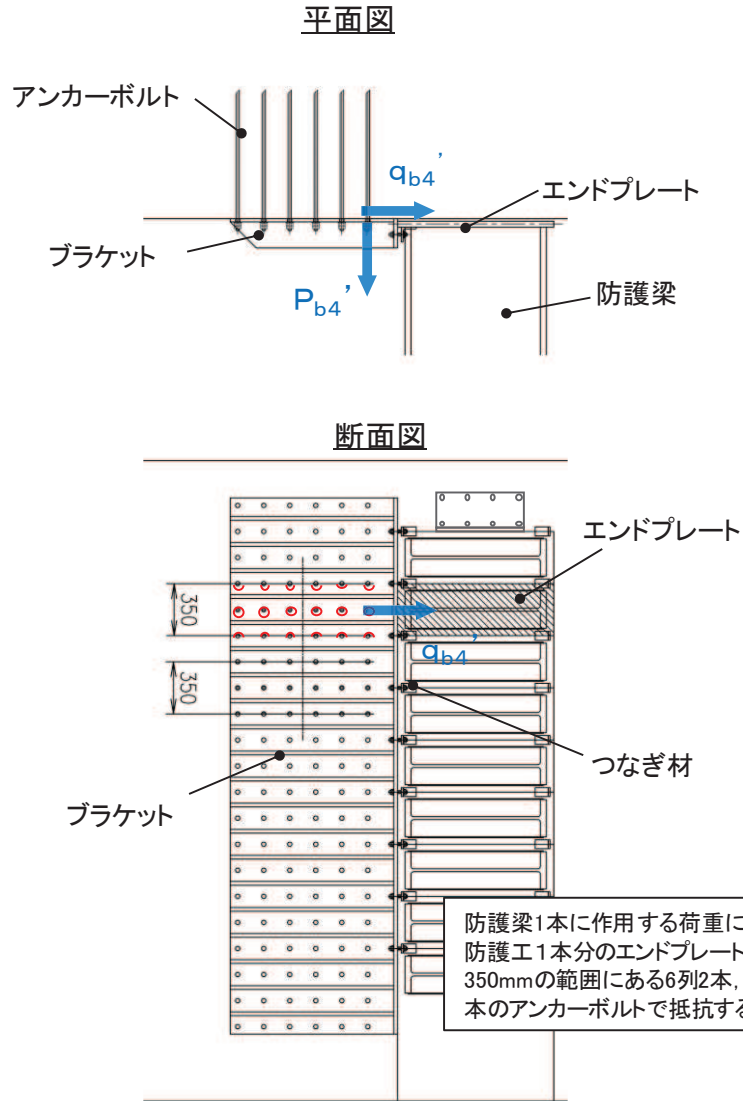 平面図
アンカーボルト
qb4'
エンドプレート
ブラケット
Pb4'
防護梁
断面図
エンドプレート
350
qb4'
350
つなぎ材
ブラケット
防護梁1本に作用する荷重に
防護工1本分のエンドプレート
350mmの範囲にある6列2本,
本のアンカーボルトで抵抗する